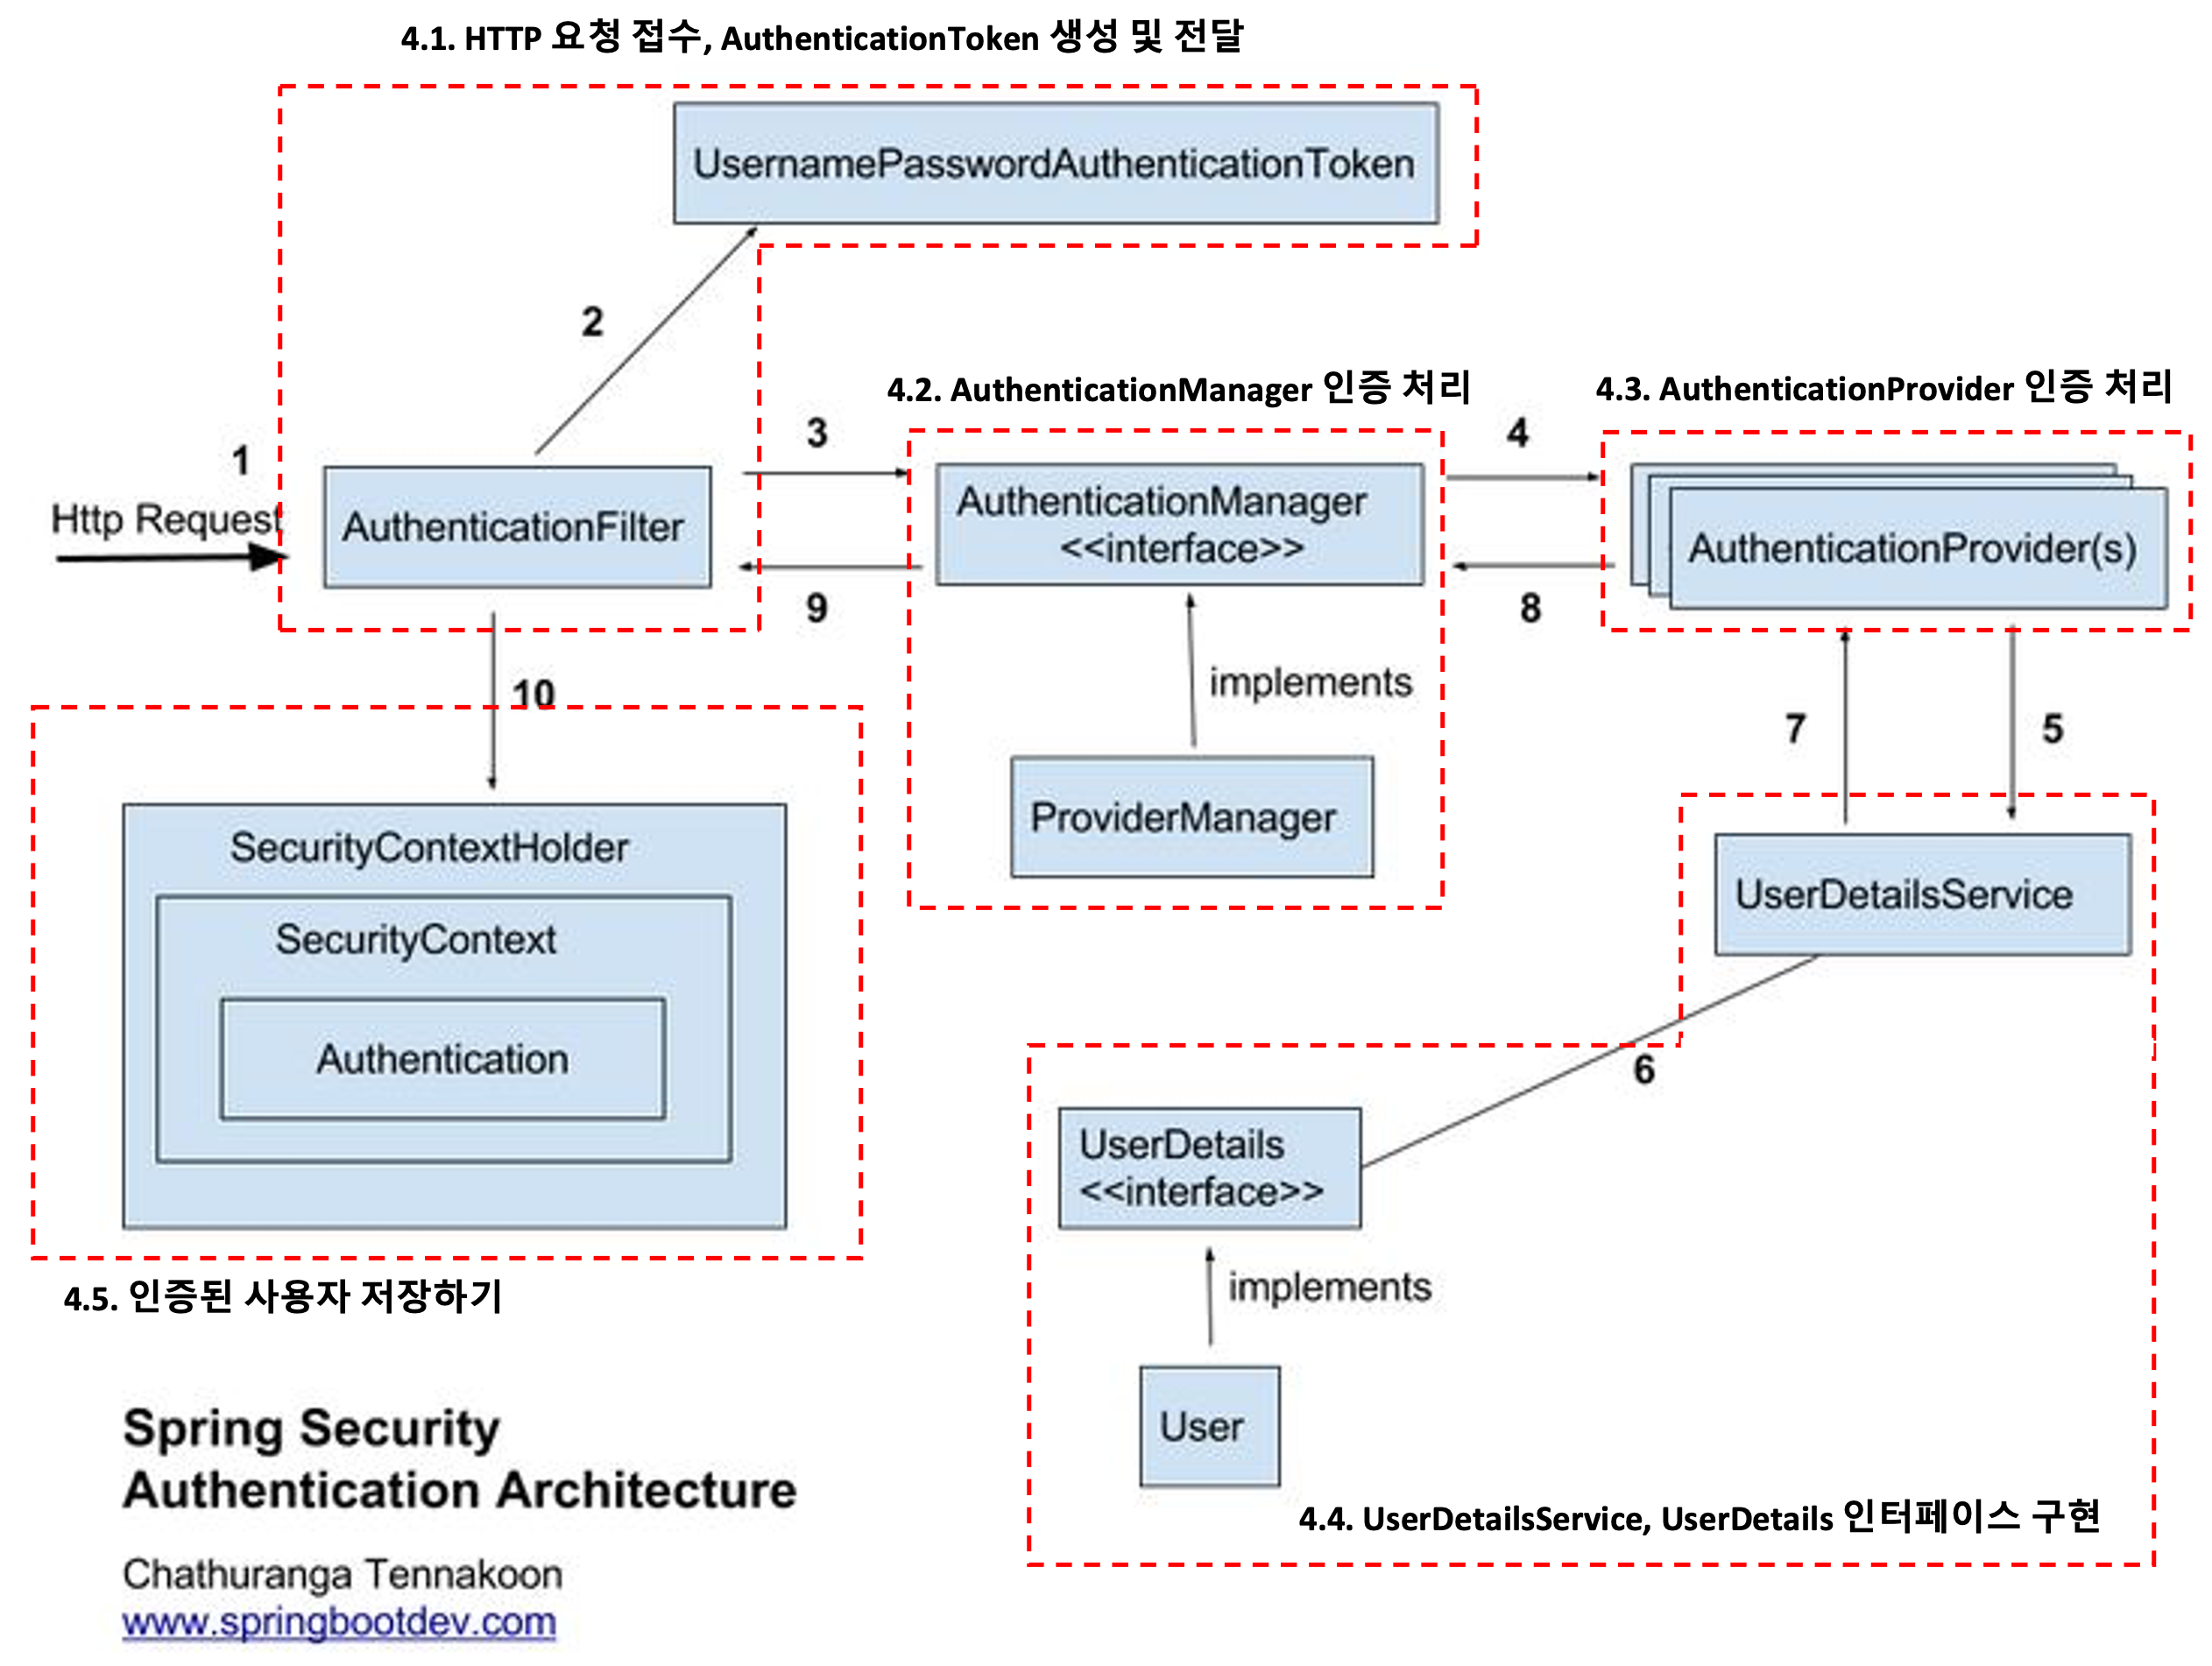 4.1. HTTP 요청 접수, AuthenticationToken 생성 및 전달
UsernamePasswordAuthenticationToken
2
4.2. AuthenticationManager 인증 처리
4.3. AuthenticationProvider 인증 처리
1
3
4
Http Request
AuthenticationFilter
AuthenticationManager
<<interface>>
AuthenticationProvider(s)
9
8
10
implements
7
5
ProviderManager
SecurityContextHolder
UserDetailsService
SecurityContext
Authentication
6
UserDetails
<<interface>>
4.5. 인증된 사용자 저장하기
implements
Spring Security
Authentication Architecture
User
4.4. UserDetailsService, UserDetails 인터페이스 구현
Chathuranga Tennakoon
www.springbootdev.com